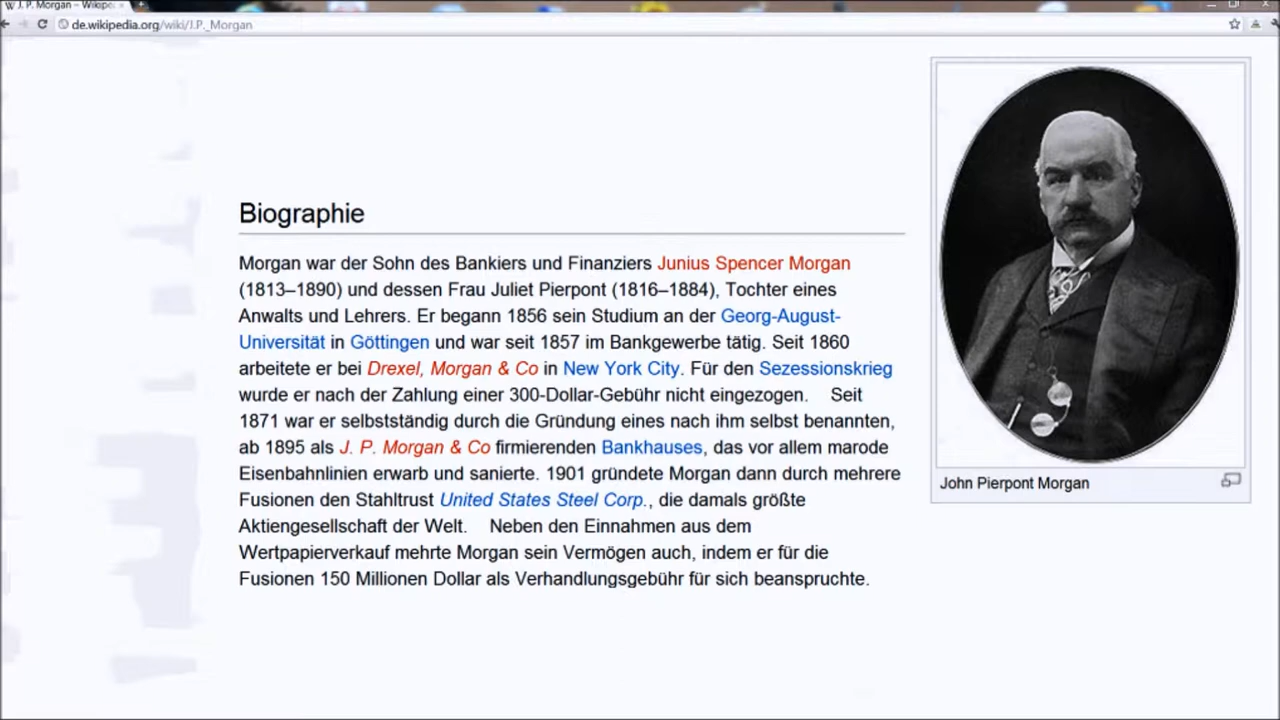 J. P. Morgan – Wikipe
de.wikipedia.org/wiki/J.P._Morgan
Biographie
Morgan war der Sohn des Bankiers und Finanziers Junius Spencer Morgan
(1813–1890) und dessen Frau Juliet Pierpont (1816–1884), Tochter eines
Anwalts und Lehrers. Er begann 1856 sein Studium an der Georg-August-
Universität in Göttingen und war seit 1857 im Bankgewerbe tätig. Seit 1860
arbeitete er bei Drexel, Morgan & Co in New York City. Für den Sezessionskrieg
wurde er nach der Zahlung einer 300-Dollar-Gebühr nicht eingezogen. Seit
1871 war er selbstständig durch die Gründung eines nach ihm selbst benannten,
ab 1895 als J. P. Morgan & Co firmierenden Bankhauses, das vor allem marode
Eisenbahnlinien erwarb und sanierte. 1901 gründete Morgan dann durch mehrere
Fusionen den Stahltrust United States Steel Corp., die damals größte
Aktiengesellschaft der Welt. Neben den Einnahmen aus dem
Wertpapierverkauf mehrte Morgan sein Vermögen auch, indem er für die
Fusionen 150 Millionen Dollar als Verhandlungsgebühr für sich beanspruchte.
John Pierpont Morgan